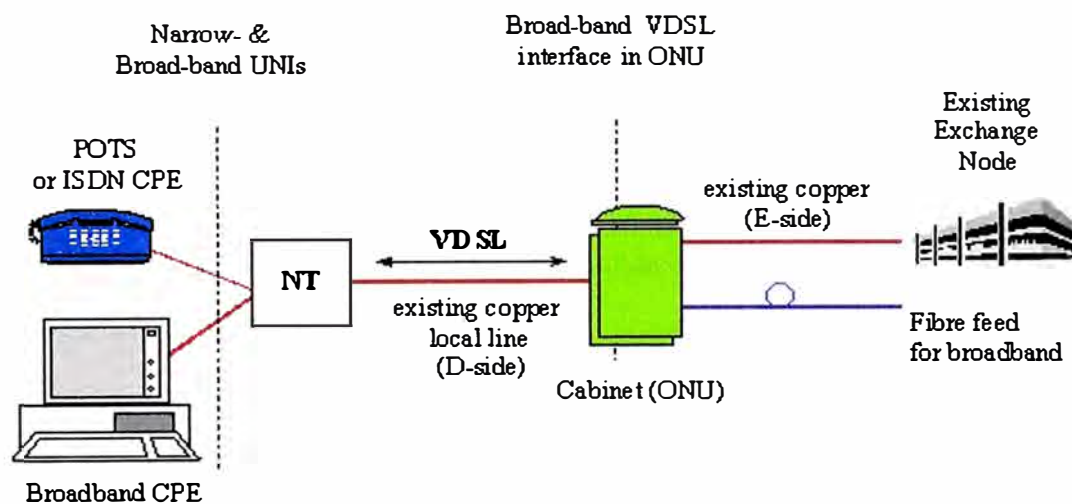 Narrow- &
Broad-band UNIs
Broad-band VDSL
interface in ONU
Existing
Exchange
Node
POTS
or ISDN CPE
existing copper
(E-side)
VDSL
NT
existing copper
local line
(D-side)
Fibre feed
for broadband
Cabinet (ONU)
Broadband CPE